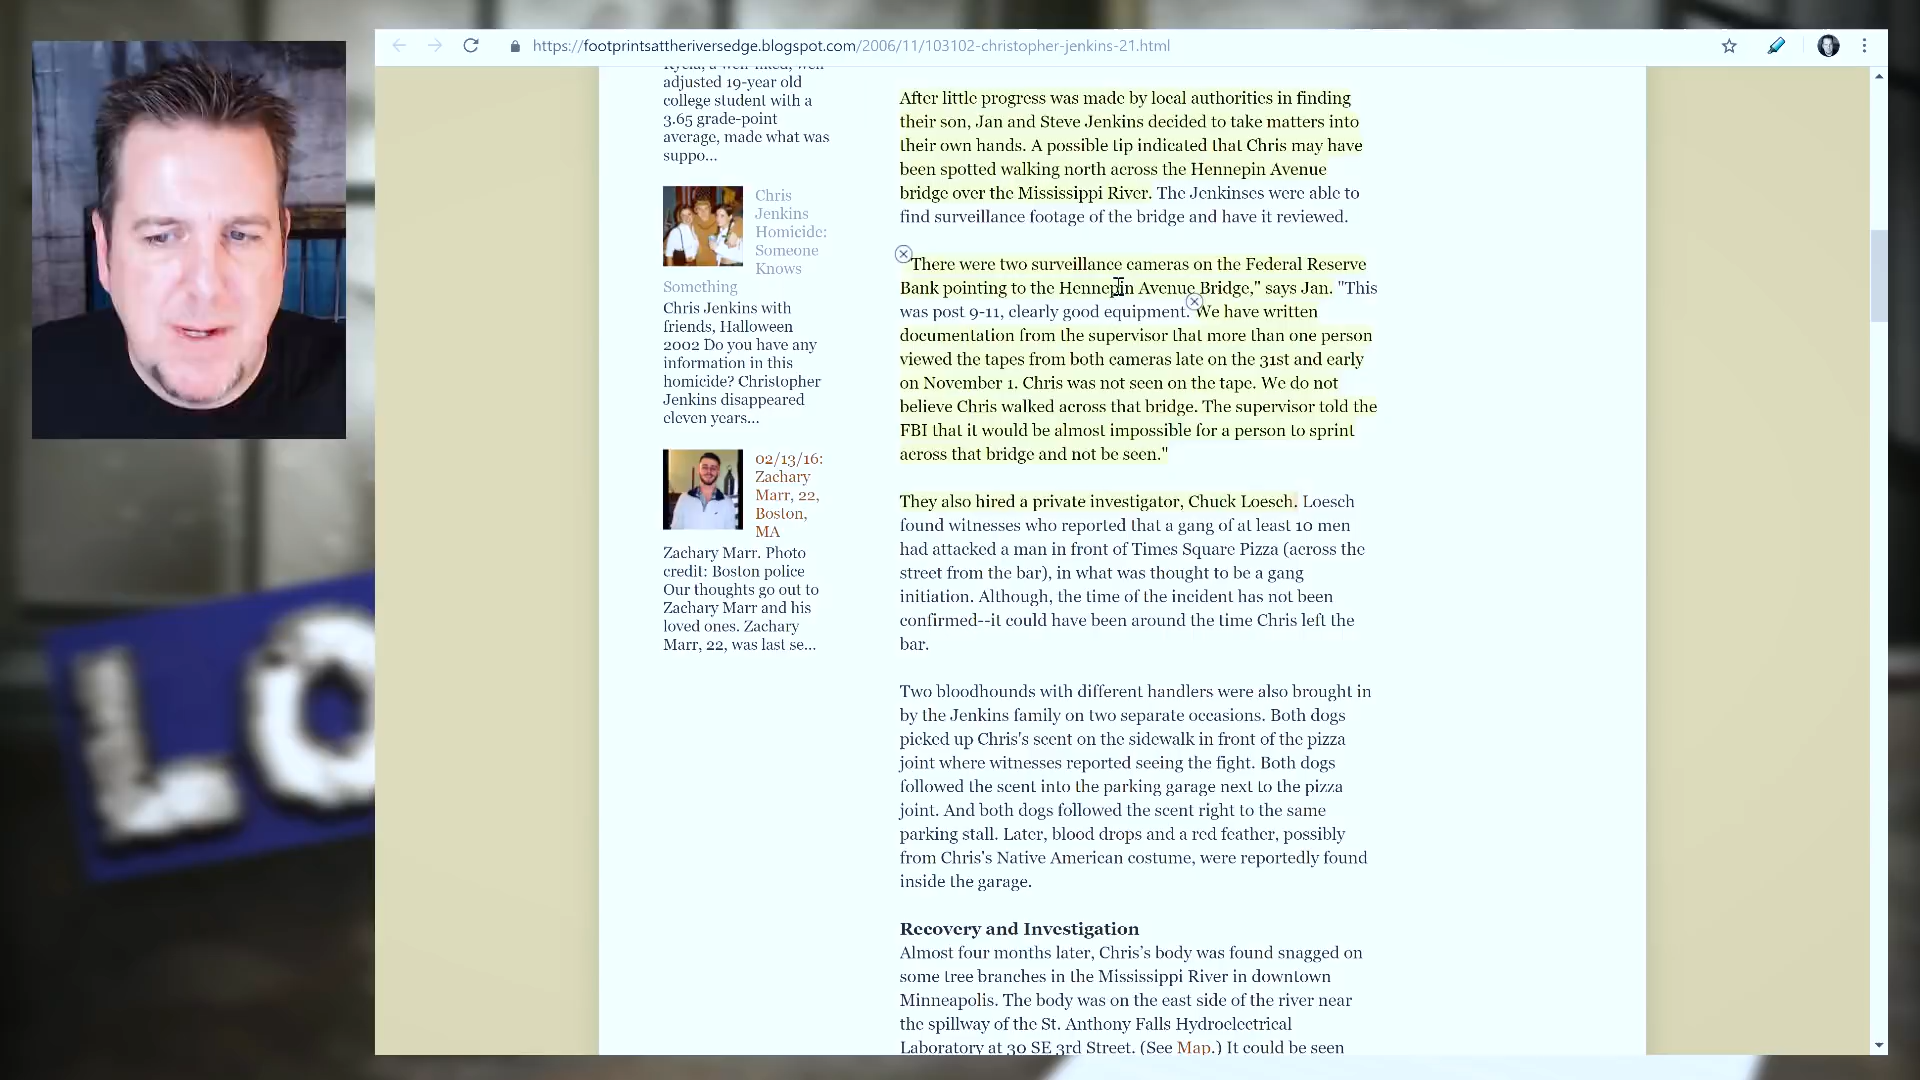 https://footprintsattheriversedge.blogspot.com/2006/11/103102-christopher-jenkins-21.html
adjusted 19-year old
college student with a
3.65 grade-point
average, made what was
suppo...
Chris
Jenkins
Homicide:
Someone
Knows
Something
Chris Jenkins with
friends, Halloween
2002 Do you have any
information in this
homicide? Christopher
Jenkins disappeared
eleven years...
02/13/16:
Zachary
Marr, 22,
Boston,
MA
Zachary Marr. Photo
credit: Boston police
Our thoughts go out to
Zachary Marr and his
loved ones. Zachary
Marr, 22, was last se...
After little progress was made by local authorities in finding
their son, Jan and Steve Jenkins decided to take matters into
their own hands. A possible tip indicated that Chris may have
been spotted walking north across the Hennepin Avenue
bridge over the Mississippi River. The Jenkinses were able to
find surveillance footage of the bridge and have it reviewed.
"There were two surveillance cameras on the Federal Reserve
Bank pointing to the Hennepin Avenue Bridge," says Jan. "This
was post 9-11, clearly good equipment. We have written
documentation from the supervisor that more than one person
viewed the tapes from both cameras late on the 31st and early
on November 1. Chris was not seen on the tape. We do not
believe Chris walked across that bridge. The supervisor told the
FBI that it would be almost impossible for a person to sprint
across that bridge and not be seen."
They also hired a private investigator, Chuck Loesch. Loesch
found witnesses who reported that a gang of at least 10 men
had attacked a man in front of Times Square Pizza (across the
street from the bar), in what was thought to be a gang
initiation. Although, the time of the incident has not been
confirmed--it could have been around the time Chris left the
bar.
Two bloodhounds with different handlers were also brought in
by the Jenkins family on two separate occasions. Both dogs
picked up Chris's scent on the sidewalk in front of the pizza
joint where witnesses reported seeing the fight. Both dogs
followed the scent into the parking garage next to the pizza
joint. And both dogs followed the scent right to the same
parking stall. Later, blood drops and a red feather, possibly
from Chris's Native American costume, were reportedly found
inside the garage.
Recovery and Investigation
Almost four months later, Chris's body was found snagged on
some tree branches in the Mississippi River in downtown
Minneapolis. The body was on the east side of the river near
the spillway of the St. Anthony Falls Hydroelectrical
Laboratory at 30 SE 3rd Street. (See Map.) It could be seen
LO